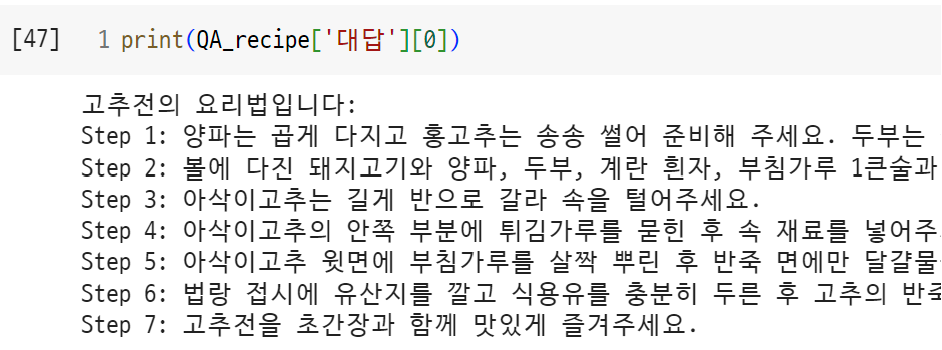 [47] 1 print(QA_recipe['대답'][0])
고추전의 요리법입니다:
Step 1: 양파는 곱게 다지고 홍고추는 송송 썰어 준비해 주세요. 두부는
Step 2: 볼에 다진 돼지고기와 양파, 두부, 계란 흰자, 부침가루 1큰술과
Step 3: 아삭이고추는 길게 반으로 갈라 속을 털어주세요.
Step 4: 아삭이고추의 안쪽 부분에 튀김가루를 묻힌 후 속 재료를 넣어주
Step 5: 아삭이고추 윗면에 부침가루를 살짝 뿌린 후 반죽 면에만 달걀물
Step 6: 법랑 접시에 유산지를 깔고 식용유를 충분히 두른 후 고추의 반죽
Step 7: 고추전을 초간장과 함께 맛있게 즐겨주세요.